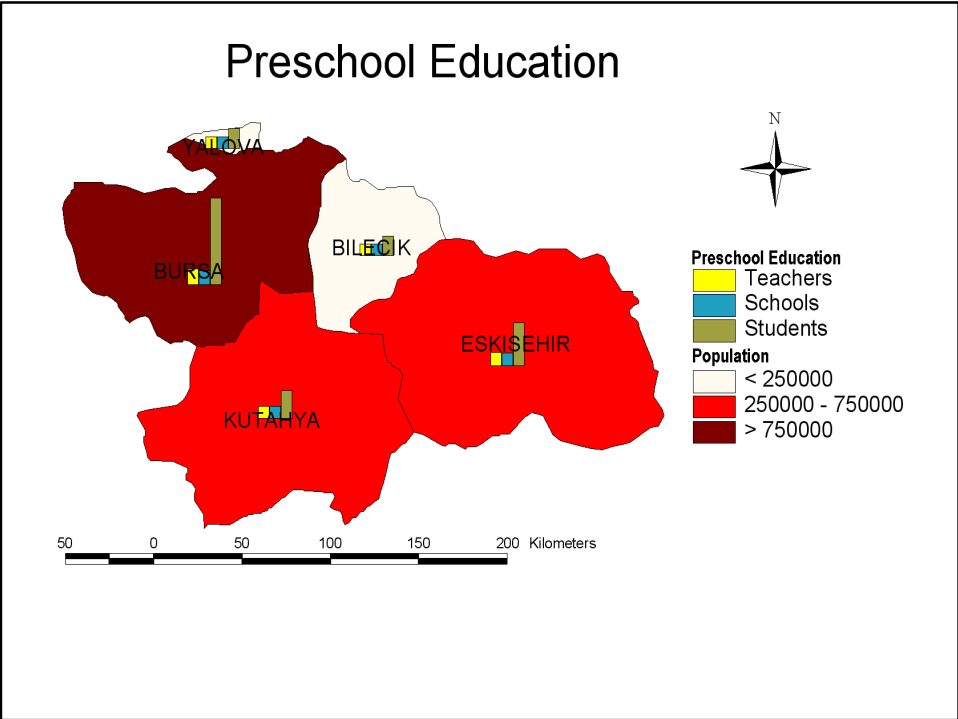 Preschool Education
N
YALOVA
BILECIK
BURSA
ESKISEHIR
KUTAHYA
Preschool Education
Teachers
Schools
Students
Population
< 250000
250000 - 750000
> 750000
50 0 50 100 150 200 Kilometers